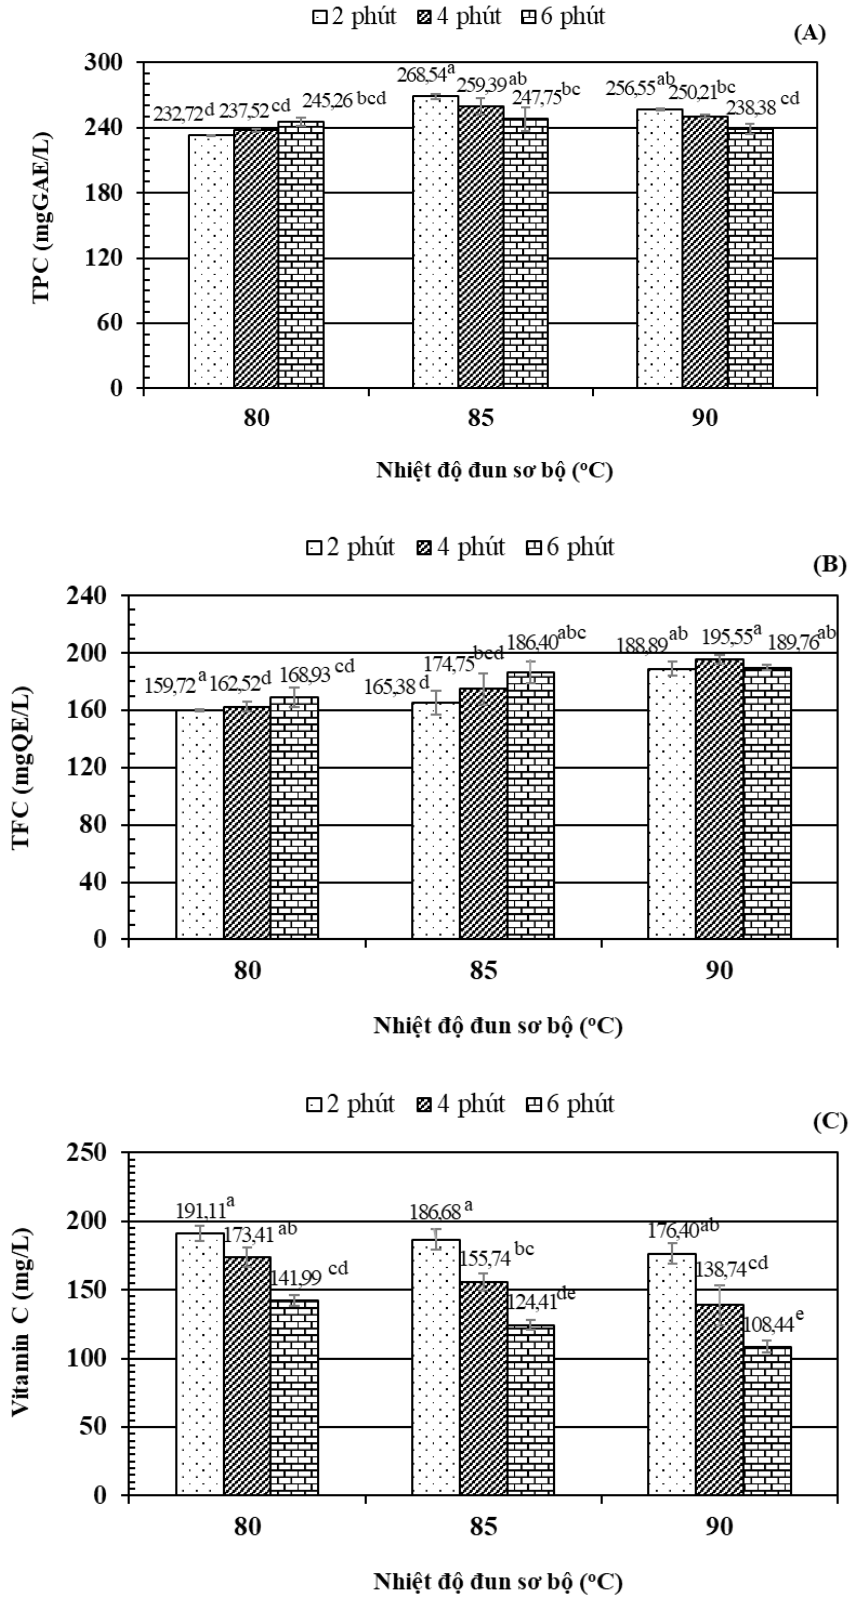 2 phút 4 phút 6 phút
(A)
TPC (mgGAE/L)
300
240
180
120
60
0
232,72d 237,52 cd 245,26 bcd
268,54a 259,39 ab 247,75bc
256,55ab 250,21bc 238,38 cd
80 85 90
Nhiệt độ đun sơ bộ (oC)
2 phút 4 phút 6 phút
(B)
TFC (mgQE/L)
240
200
160
120
80
40
0
159,72 a 162,52d 168,93 cd
165,38 d 174,75bcd 186,40abc
188,89ab 195,55a 189,76ab
80 85 90
Nhiệt độ đun sơ bộ (oC)
2 phút 4 phút 6 phút
(C)
Vitamin C (mg/L)
250
200
150
100
50
0
191,11a 173,41 ab 141,99 cd
186,68 a 155,74 bc 124,41de
176,40ab 138,74cd 108,44e
80 85 90
Nhiệt độ đun sơ bộ (oC)